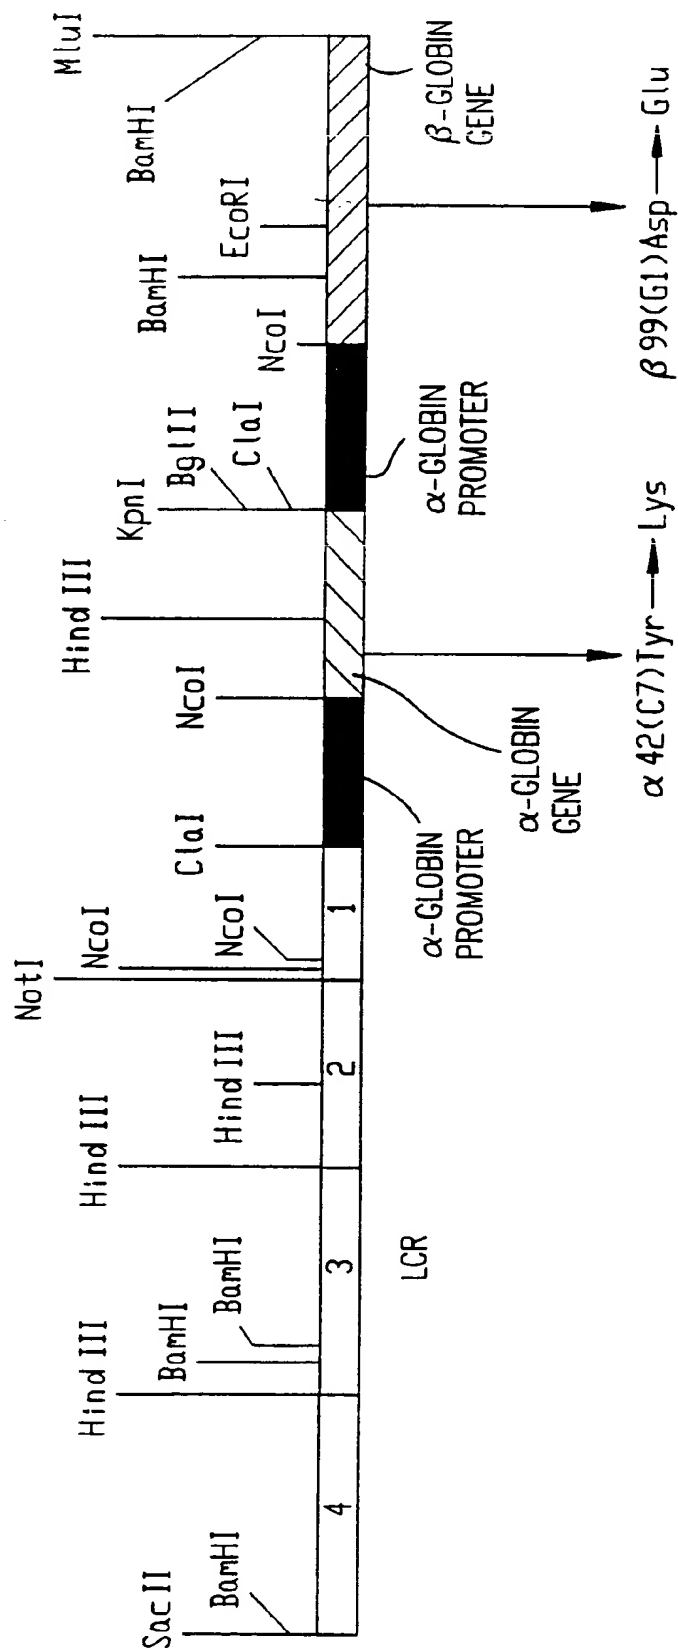 SacII
BamHI
Hind III
BamHI
BamHI
Hind III
Hind III
NotI
NcoI
NcoI
ClaI
NcoI
Hind III
KpnI
BglII
ClaI
NcoI
BamHI
EcoRI
BamHI
MluI
4
3
2
1
LCR
α-GLOBIN
PROMOTER
α-GLOBIN
GENE
α-GLOBIN
PROMOTER
β-GLOBIN
GENE
α42(C7)Tyr → Lys
β99(G1)Asp → Glu